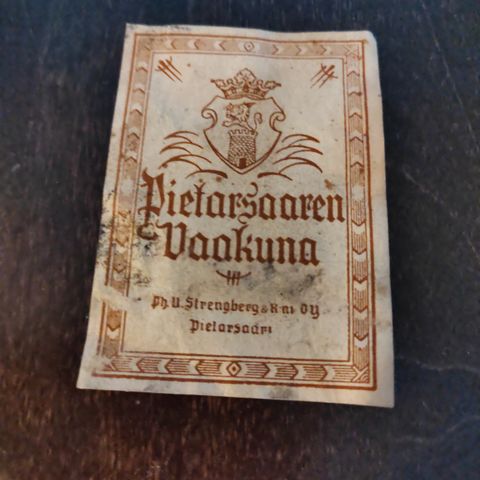 Pietarsaaren
Vaakuna
Ph. U. Strengberg & K:ni Oy
Pietarsaari